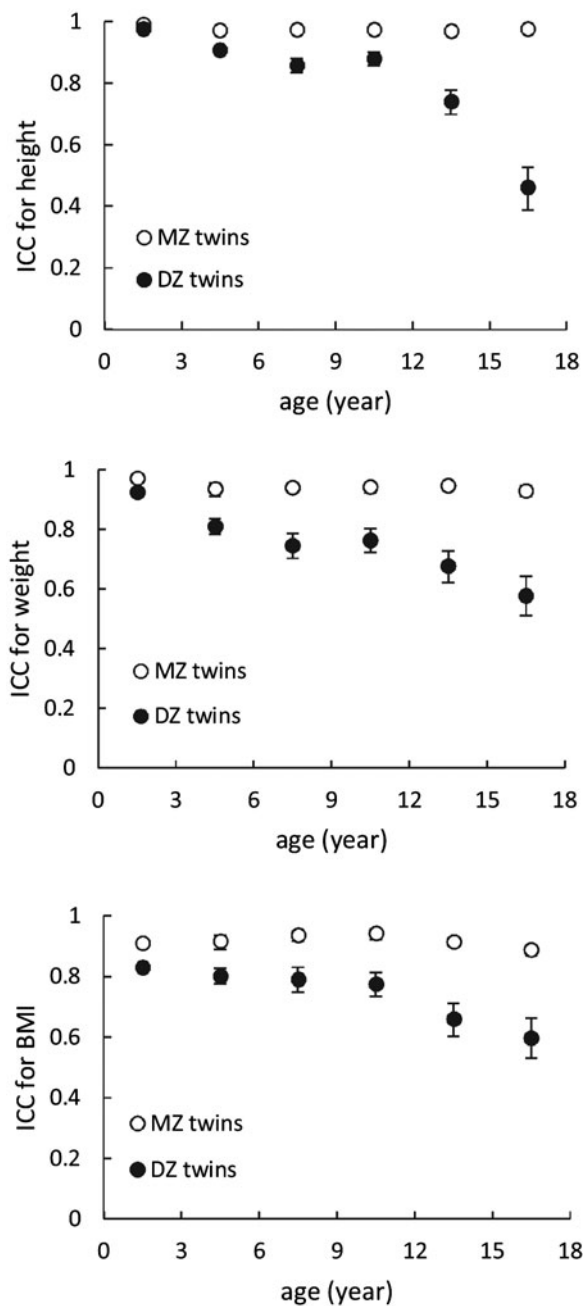 1
0.8
0.6
0.4
0.2
0
ICC for height
MZ twins
DZ twins
0 3 6 9 12 15 18
age (year)
1
0.8
0.6
0.4
0.2
0
ICC for weight
MZ twins
DZ twins
0 3 6 9 12 15 18
age (year)
1
0.8
0.6
0.4
0.2
0
ICC for BMI
MZ twins
DZ twins
0 3 6 9 12 15 18
age (year)